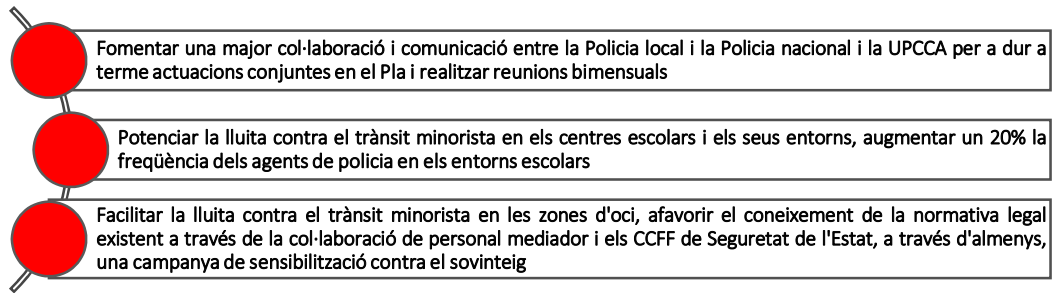 Fomentar una major col·laboració i comunicació entre la Policia local i la Policia nacional i la UPCCA per a dur a
terme actuacions conjuntes en el Pla i realitzar reunions bimensuals
Potenciar la lluita contra el trànsit minorista en els centres escolars i els seus entorns, augmentar un 20% la
freqüència dels agents de policia en els entorns escolars
Facilitar la lluita contra el trànsit minorista en les zones d'oci, afavorir el coneixement de la normativa legal
existent a través de la col·laboració de personal mediador i els CCFF de Seguretat de l'Estat, a través d'almenys,
una campanya de sensibilització contra el sovinteig